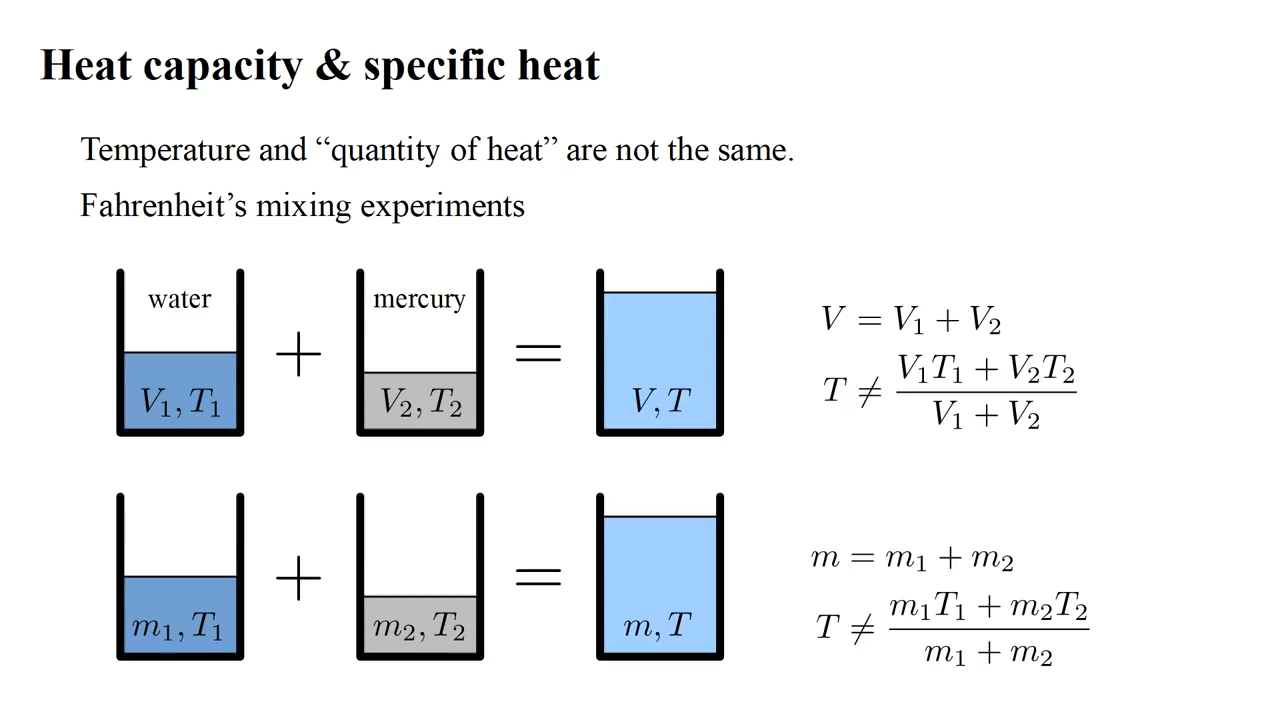 Heat capacity & specific heat
Temperature and “quantity of heat” are not the same.
Fahrenheit’s mixing experiments
water
mercury
V₁, T₁
+
V₂, T₂
=
V, T
V = V₁ + V₂
T ≠ (V₁T₁ + V₂T₂) / (V₁ + V₂)
m₁, T₁
+
m₂, T₂
=
m, T
m = m₁ + m₂
T ≠ (m₁T₁ + m₂T₂) / (m₁ + m₂)